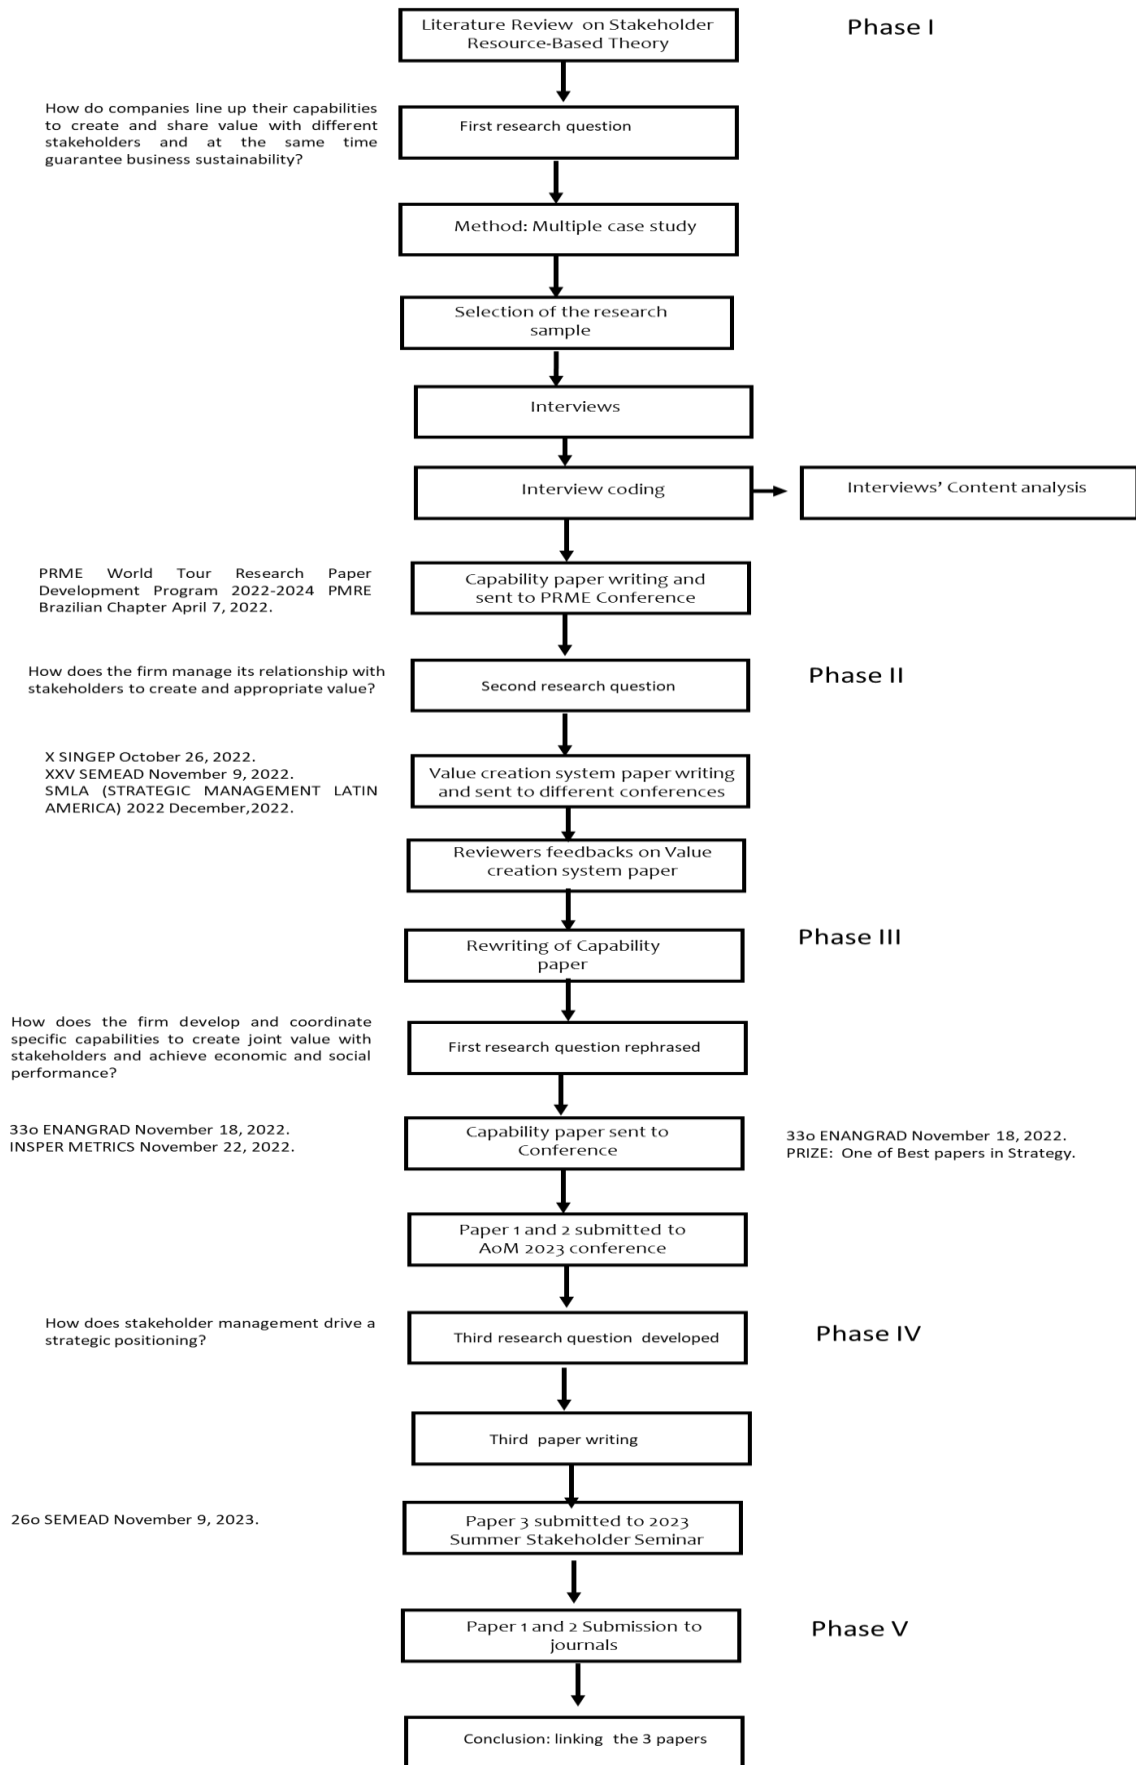 Literature Review on Stakeholder
Resource-Based Theory
Phase I
How do companies line up their capabilities
to create and share value with different
stakeholders and at the same time
guarantee business sustainability?
First research question
Method: Multiple case study
Selection of the research
sample
Interviews
Interview coding
Interviews' Content analysis
PRME World Tour Research Paper
Development Program 2022-2024 PMRE
Brazilian Chapter April 7, 2022.
Capability paper writing and
sent to PRME Conference
How does the firm manage its relationship with
stakeholders to create and appropriate value?
Second research question
Phase II
X SINGEP October 26, 2022.
XXV SEMEAD November 9, 2022.
SMLA (STRATEGIC MANAGEMENT LATIN
AMERICA) 2022 December,2022.
Value creation system paper writing
and sent to different conferences
Reviewers feedbacks on Value
creation system paper
Rewriting of Capability
paper
Phase III
How does the firm develop and coordinate
specific capabilities to create joint value with
stakeholders and achieve economic and social
performance?
First research question rephrased
33o ENANGRAD November 18, 2022.
INSPER METRICS November 22, 2022.
Capability paper sent to
Conference
33o ENANGRAD November 18, 2022.
PRIZE: One of Best papers in Strategy.
Paper 1 and 2 submitted to
AoM 2023 conference
How does stakeholder management drive a
strategic positioning?
Third research question developed
Phase IV
Third paper writing
26o SEMEAD November 9, 2023.
Paper 3 submitted to 2023
Summer Stakeholder Seminar
Paper 1 and 2 Submission to
journals
Phase V
Conclusion: linking the 3 papers